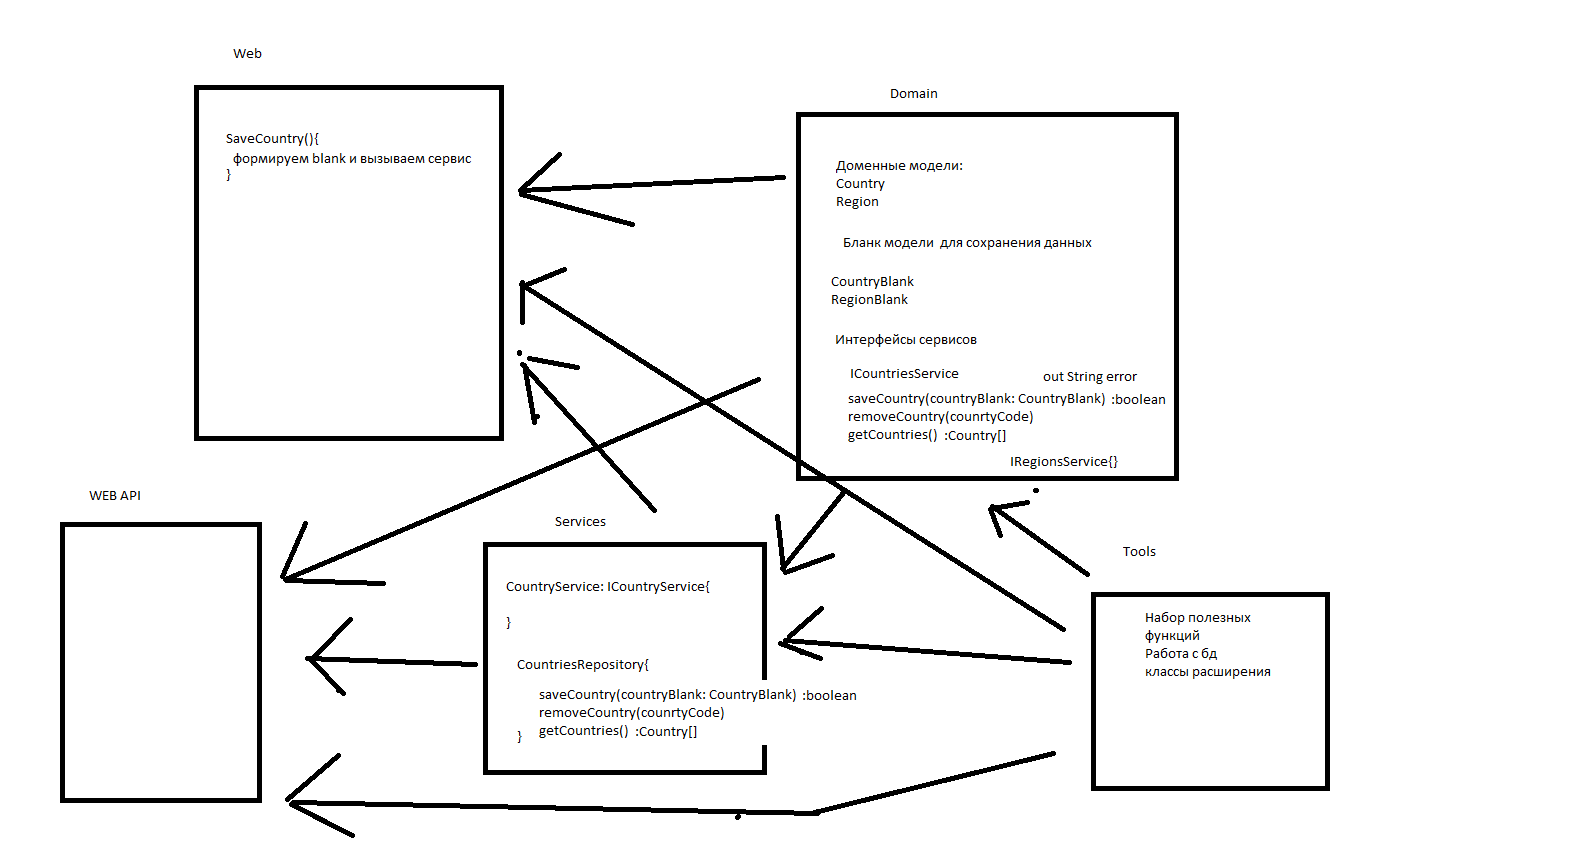 Web
SaveCountry(){
формируем blank и вызываем сервис
}
Domain
Доменные модели:
Country
Region
Бланк модели для сохранения данных
CountryBlank
RegionBlank
Интерфейсы сервисов
ICountriesService
out String error
saveCountry(countryBlank: CountryBlank) :boolean
removeCountry(counrtyCode)
getCountries() :Country[]
IRegionsService{}
WEB API
Services
CountryService: ICountryService{
}
CountriesRepository{
saveCountry(countryBlank: CountryBlank) :boolean
removeCountry(counrtyCode)
getCountries() :Country[]
}
Tools
Набор полезных
функций
Работа с бд
классы расширения